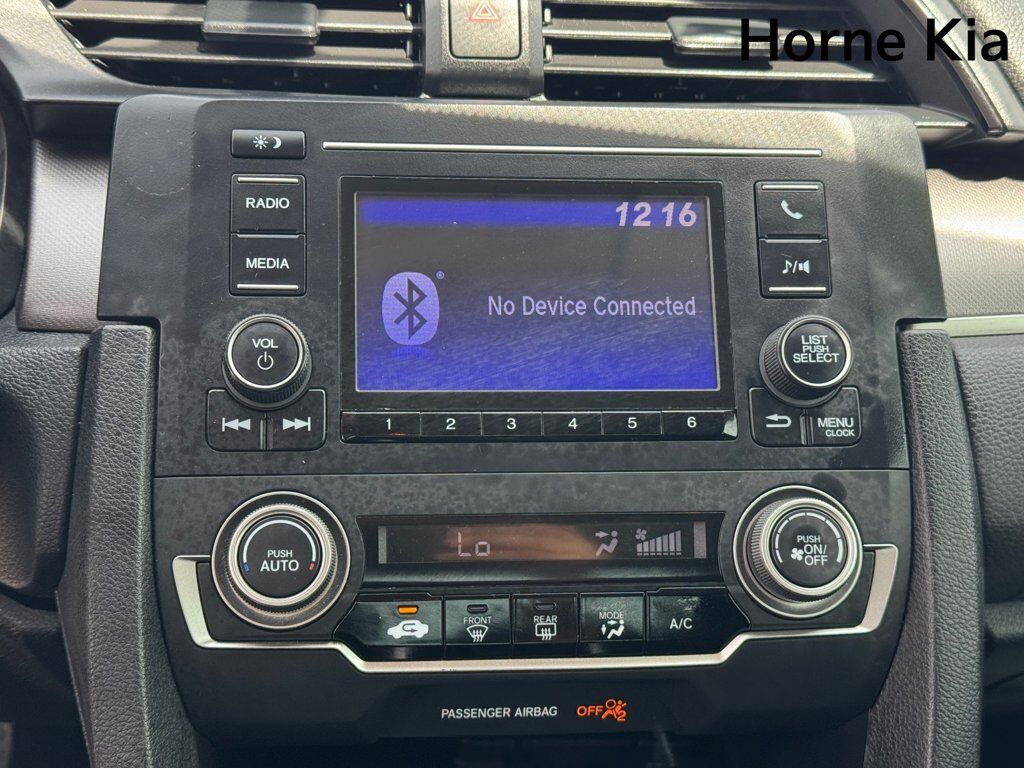 Horne Kia
RADIO
MEDIA
VOL
12 16
No Device Connected
LIST
PUSH
SELECT
1 2 3 4 5 6
MENU
CLOCK
PUSH
AUTO
Lo
PUSH
ON/
OFF
FRONT
REAR
MODE
A/C
PASSENGER AIRBAG OFF 2